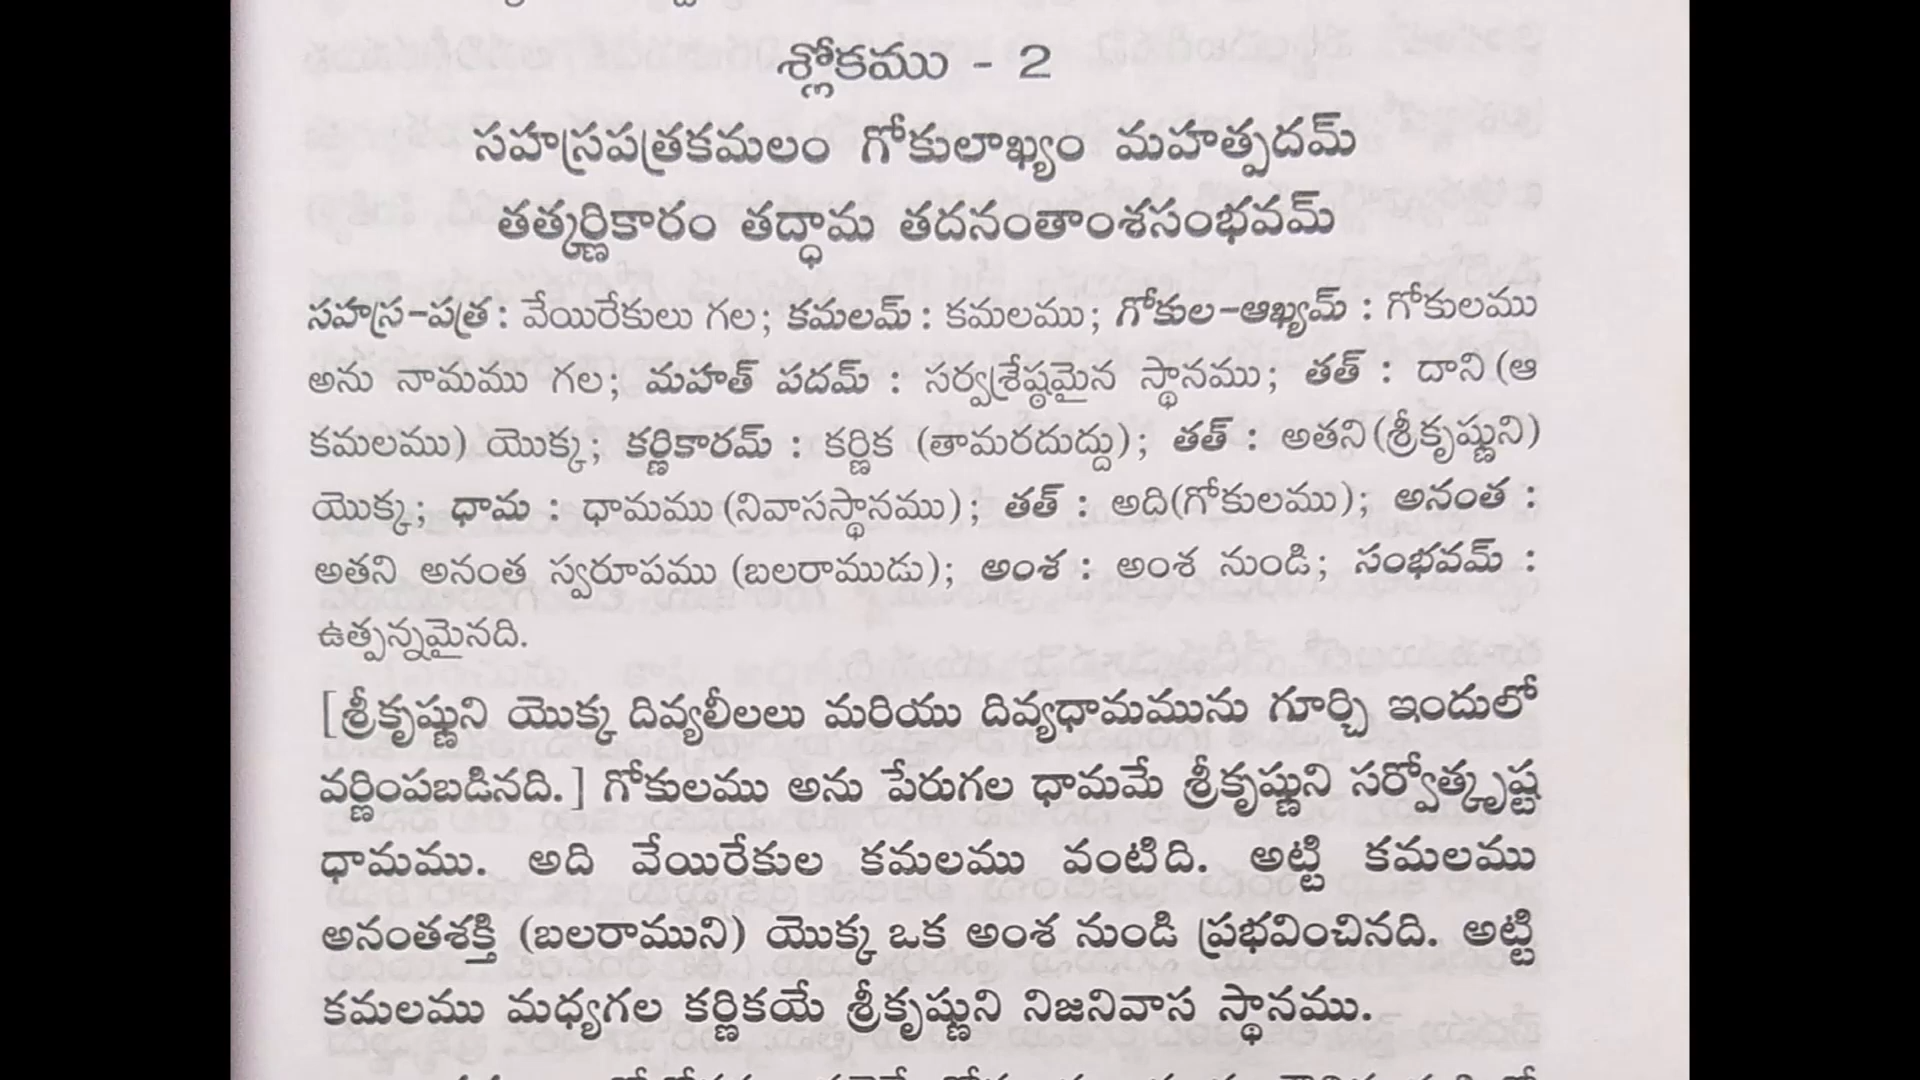 శ్లోకము - 2
సహస్రపత్రకమలం గోకులాఖ్యం మహత్పదమ్
తత్కర్ణికారం తద్ధామ తదనంతాంశసంభవమ్
సహస్ర-పత్ర : వేయిరేకులు గల; కమలమ్ : కమలము; గోకుల-ఆఖ్యమ్ : గోకులము
అను నామము గల; మహత్ పదమ్ : సర్వశ్రేష్ఠమైన స్థానము; తత్ : దాని(ఆ
కమలము) యొక్క; కర్ణికారమ్ : కర్ణిక (తామరదుద్దు); తత్ : అతని(శ్రీకృష్ణుని)
యొక్క; ధామ : ధామము (నివాసస్థానము); తత్ : అది(గోకులము); అనంత :
అతని అనంత స్వరూపము (బలరాముడు); అంశ : అంశ నుండి; సంభవమ్ :
ఉత్పన్నమైనది.
[శ్రీకృష్ణుని యొక్క దివ్యలీలలు మరియు దివ్యధామమును గూర్చి ఇందులో
వర్ణింపబడినది.] గోకులము అను పేరుగల ధామమే శ్రీకృష్ణుని సర్వోత్కృష్ట
ధామము. అది వేయిరేకుల కమలము వంటిది. అట్టి కమలము
అనంతశక్తి (బలరాముని) యొక్క ఒక అంశ నుండి ప్రభవించినది. అట్టి
కమలము మధ్యగల కర్ణికయే శ్రీకృష్ణుని నిజనివాస స్థానము.